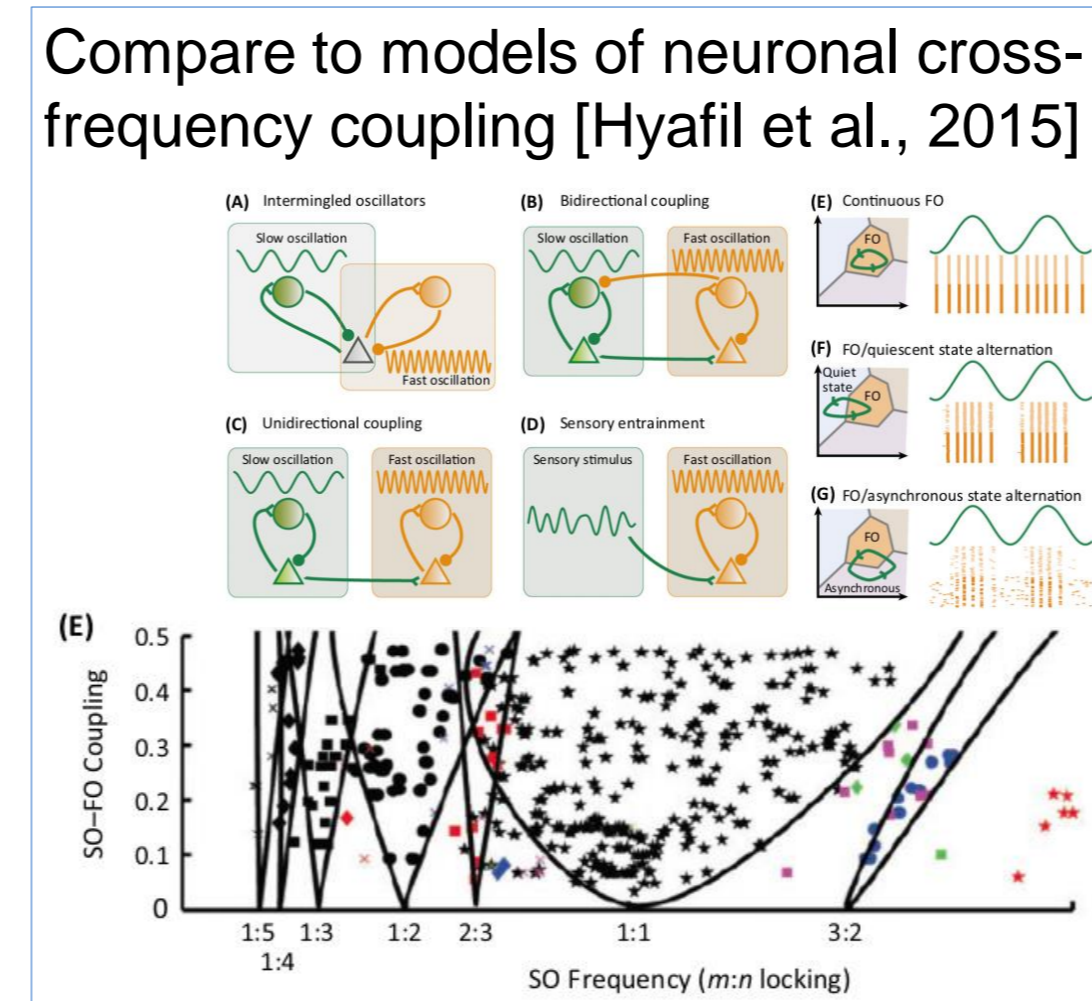 Compare to models of neuronal cross-
frequency coupling [Hyafil et al., 2015]
(A) Intermingled oscillators
Slow oscillation
Fast oscillation
(B) Bidirectional coupling
Slow oscillation
Fast oscillation
(E) Continuous FO
FO
(F) FO/quiescent state alternation
Quiet
state
FO
(C) Unidirectional coupling
Slow oscillation
Fast oscillation
(D) Sensory entrainment
Sensory stimulus
Fast oscillation
(G) FO/asynchronous state alternation
FO
Asynchronous
(E)
SO–FO Coupling
0.5
0.4
0.3
0.2
0.1
0
1:5 1:3 1:2 2:3 1:1 3:2
1:4
SO Frequency (m:n locking)